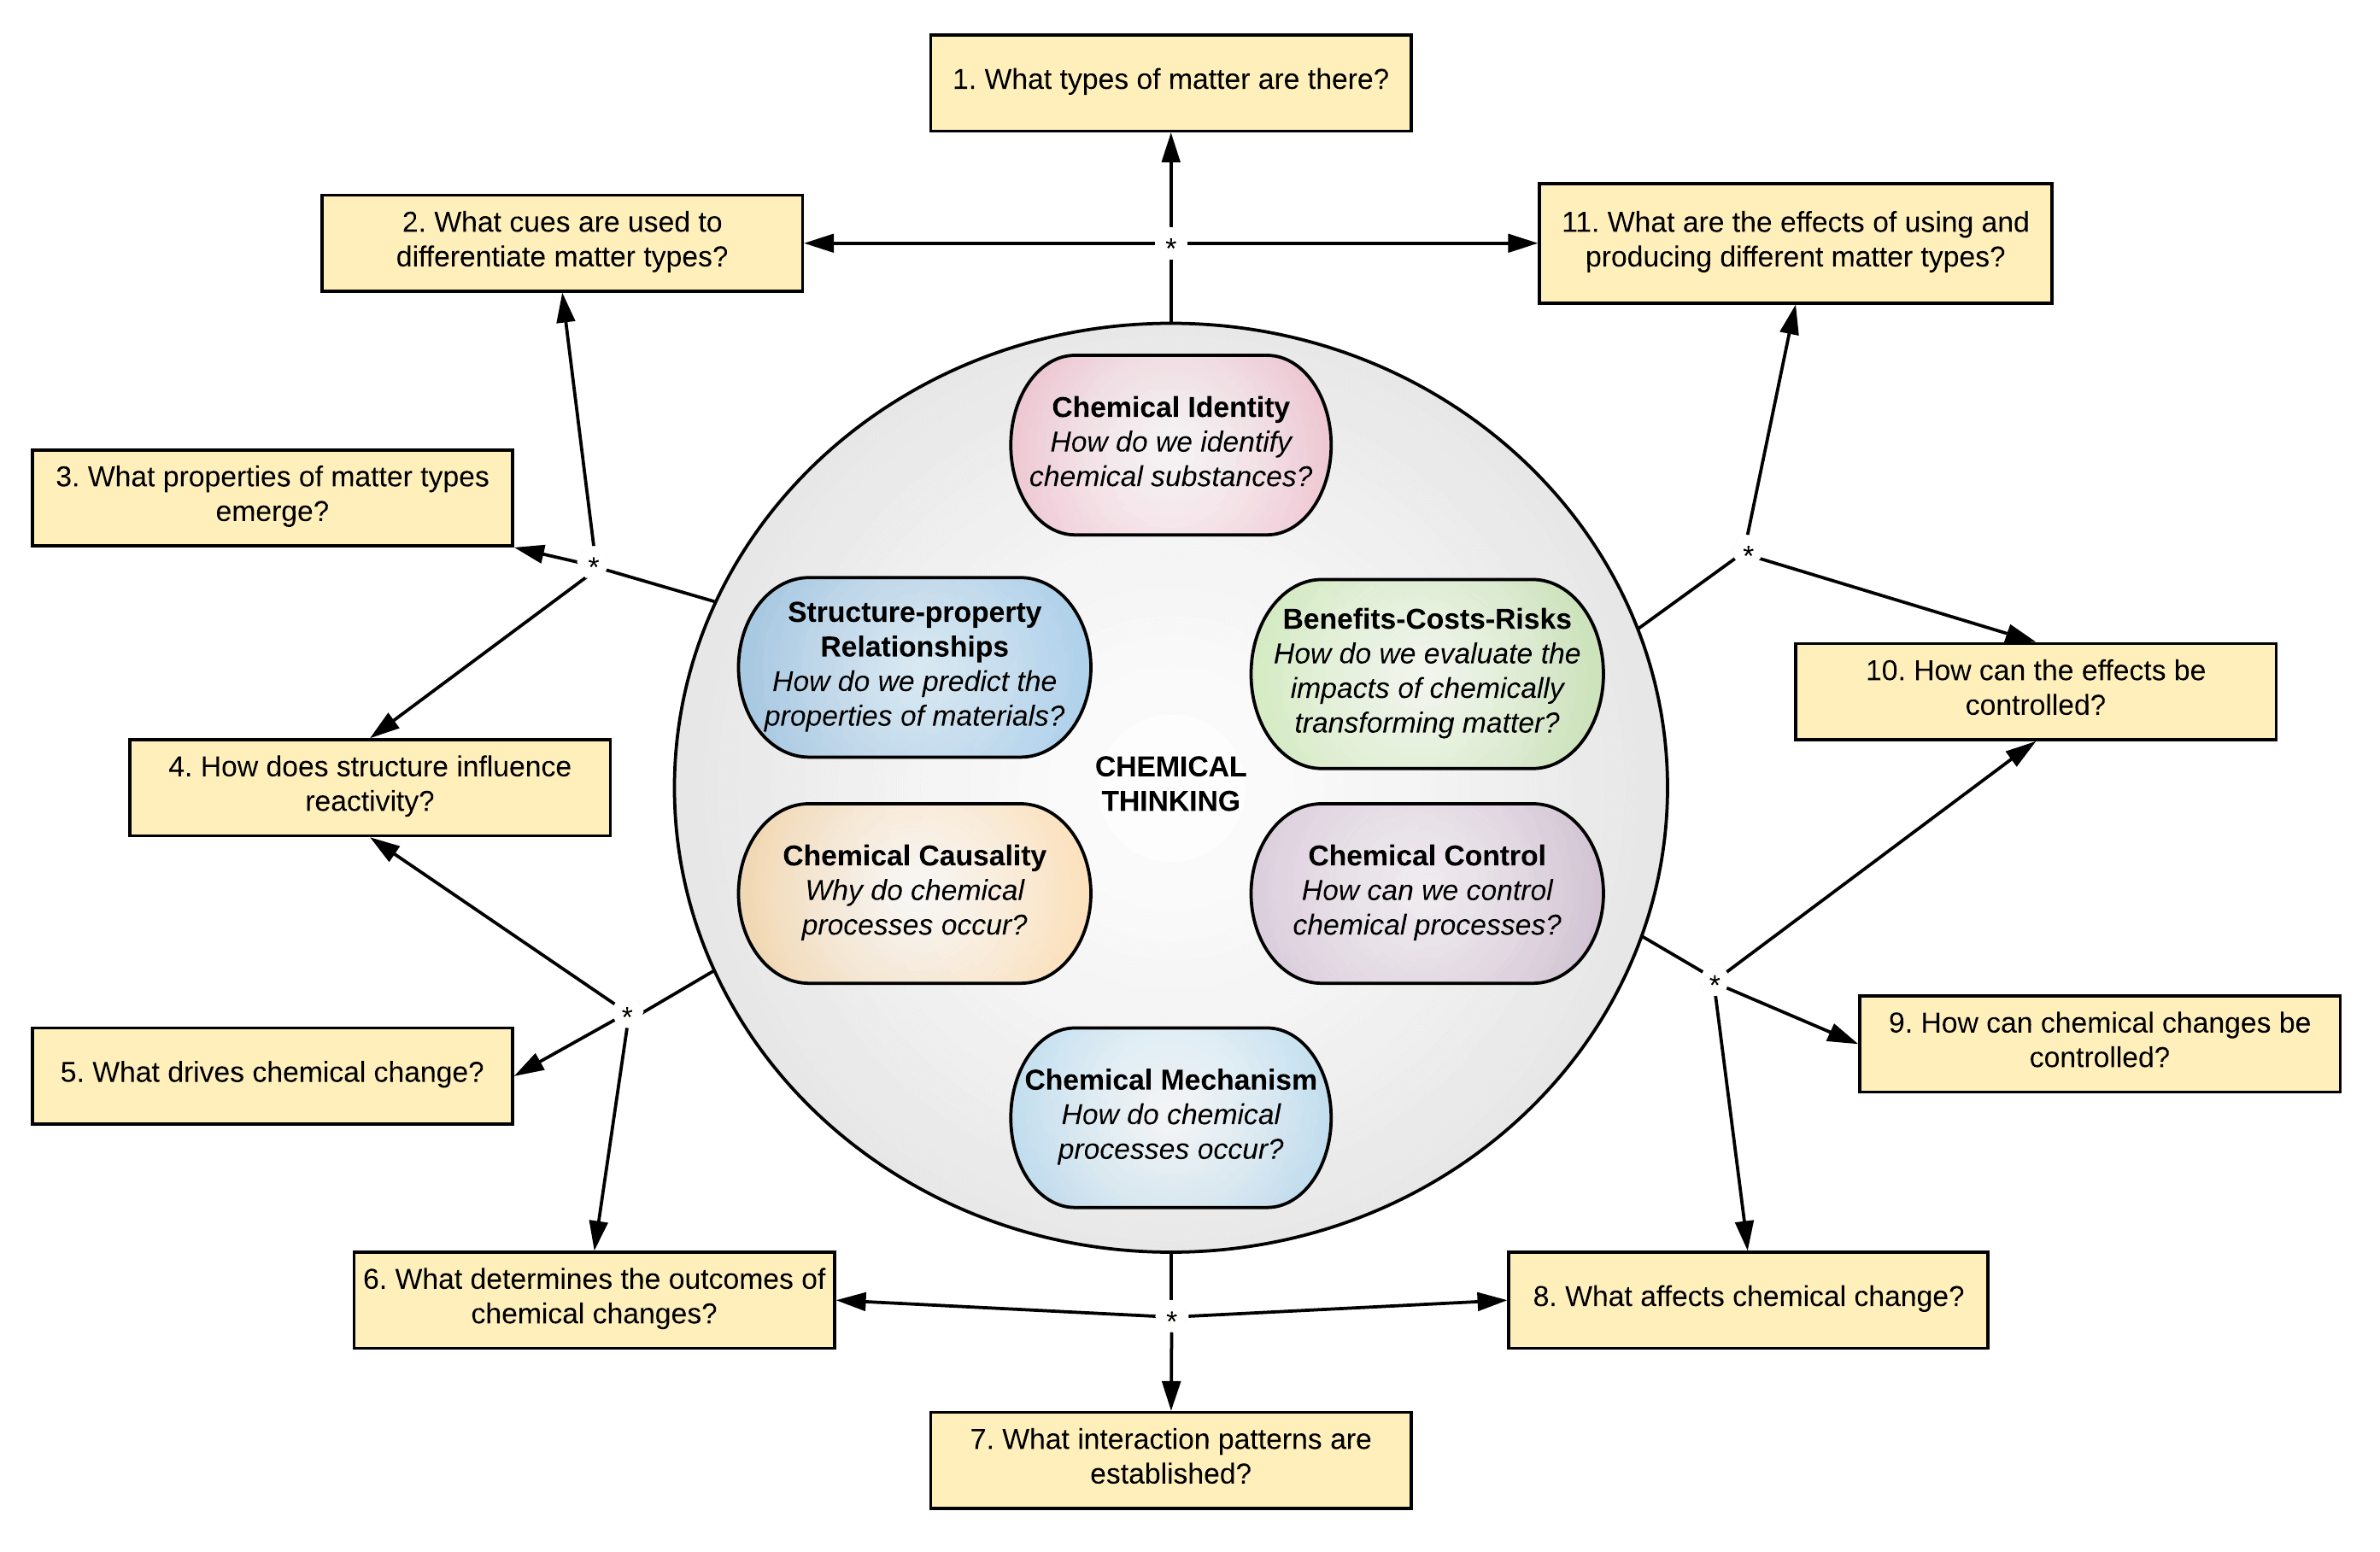 1. What types of matter are there?
2. What cues are used to
differentiate matter types?
*
11. What are the effects of using and
producing different matter types?
3. What properties of matter types
emerge?
*
Chemical Identity
How do we identify
chemical substances?
*
Structure-property
Relationships
How do we predict the
properties of materials?
Benefits-Costs-Risks
How do we evaluate the
impacts of chemically
transforming matter?
10. How can the effects be
controlled?
4. How does structure influence
reactivity?
CHEMICAL
THINKING
Chemical Causality
Why do chemical
processes occur?
Chemical Control
How can we control
chemical processes?
*
*
5. What drives chemical change?
Chemical Mechanism
How do chemical
processes occur?
9. How can chemical changes be
controlled?
6. What determines the outcomes of
chemical changes?
*
8. What affects chemical change?
7. What interaction patterns are
established?